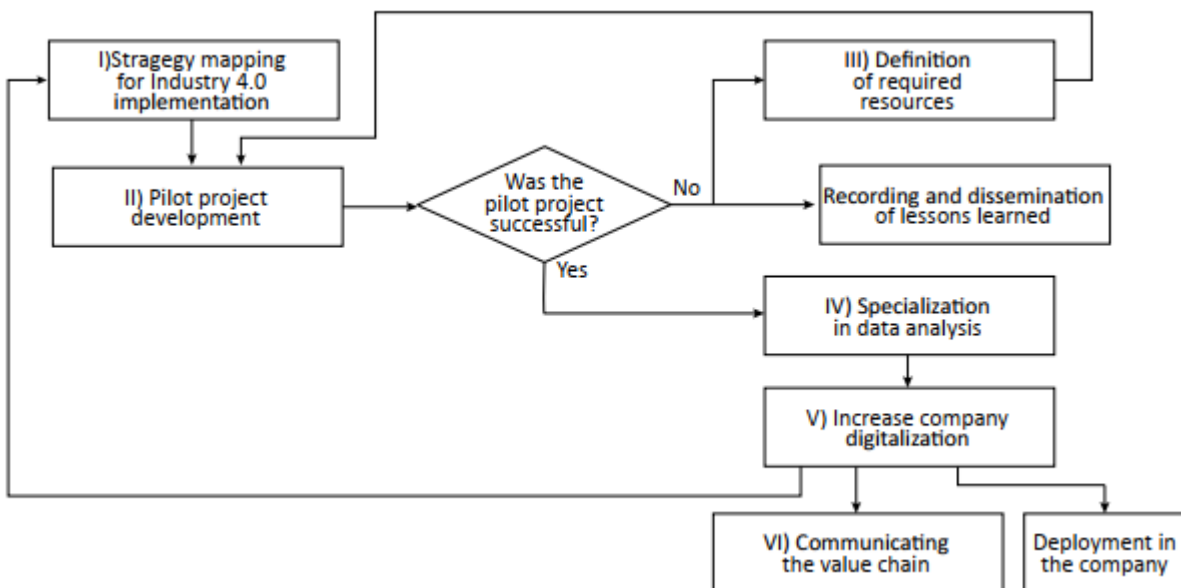 I)Stragegy mapping
for Industry 4.0
implementation
III) Definition
of required
resources
II) Pilot project
development
Was the
pilot project
successful?
No
Recording and dissemination
of lessons learned
Yes
IV) Specialization
in data analysis
V) Increase company
digitalization
VI) Communicating
the value chain
Deployment in
the company